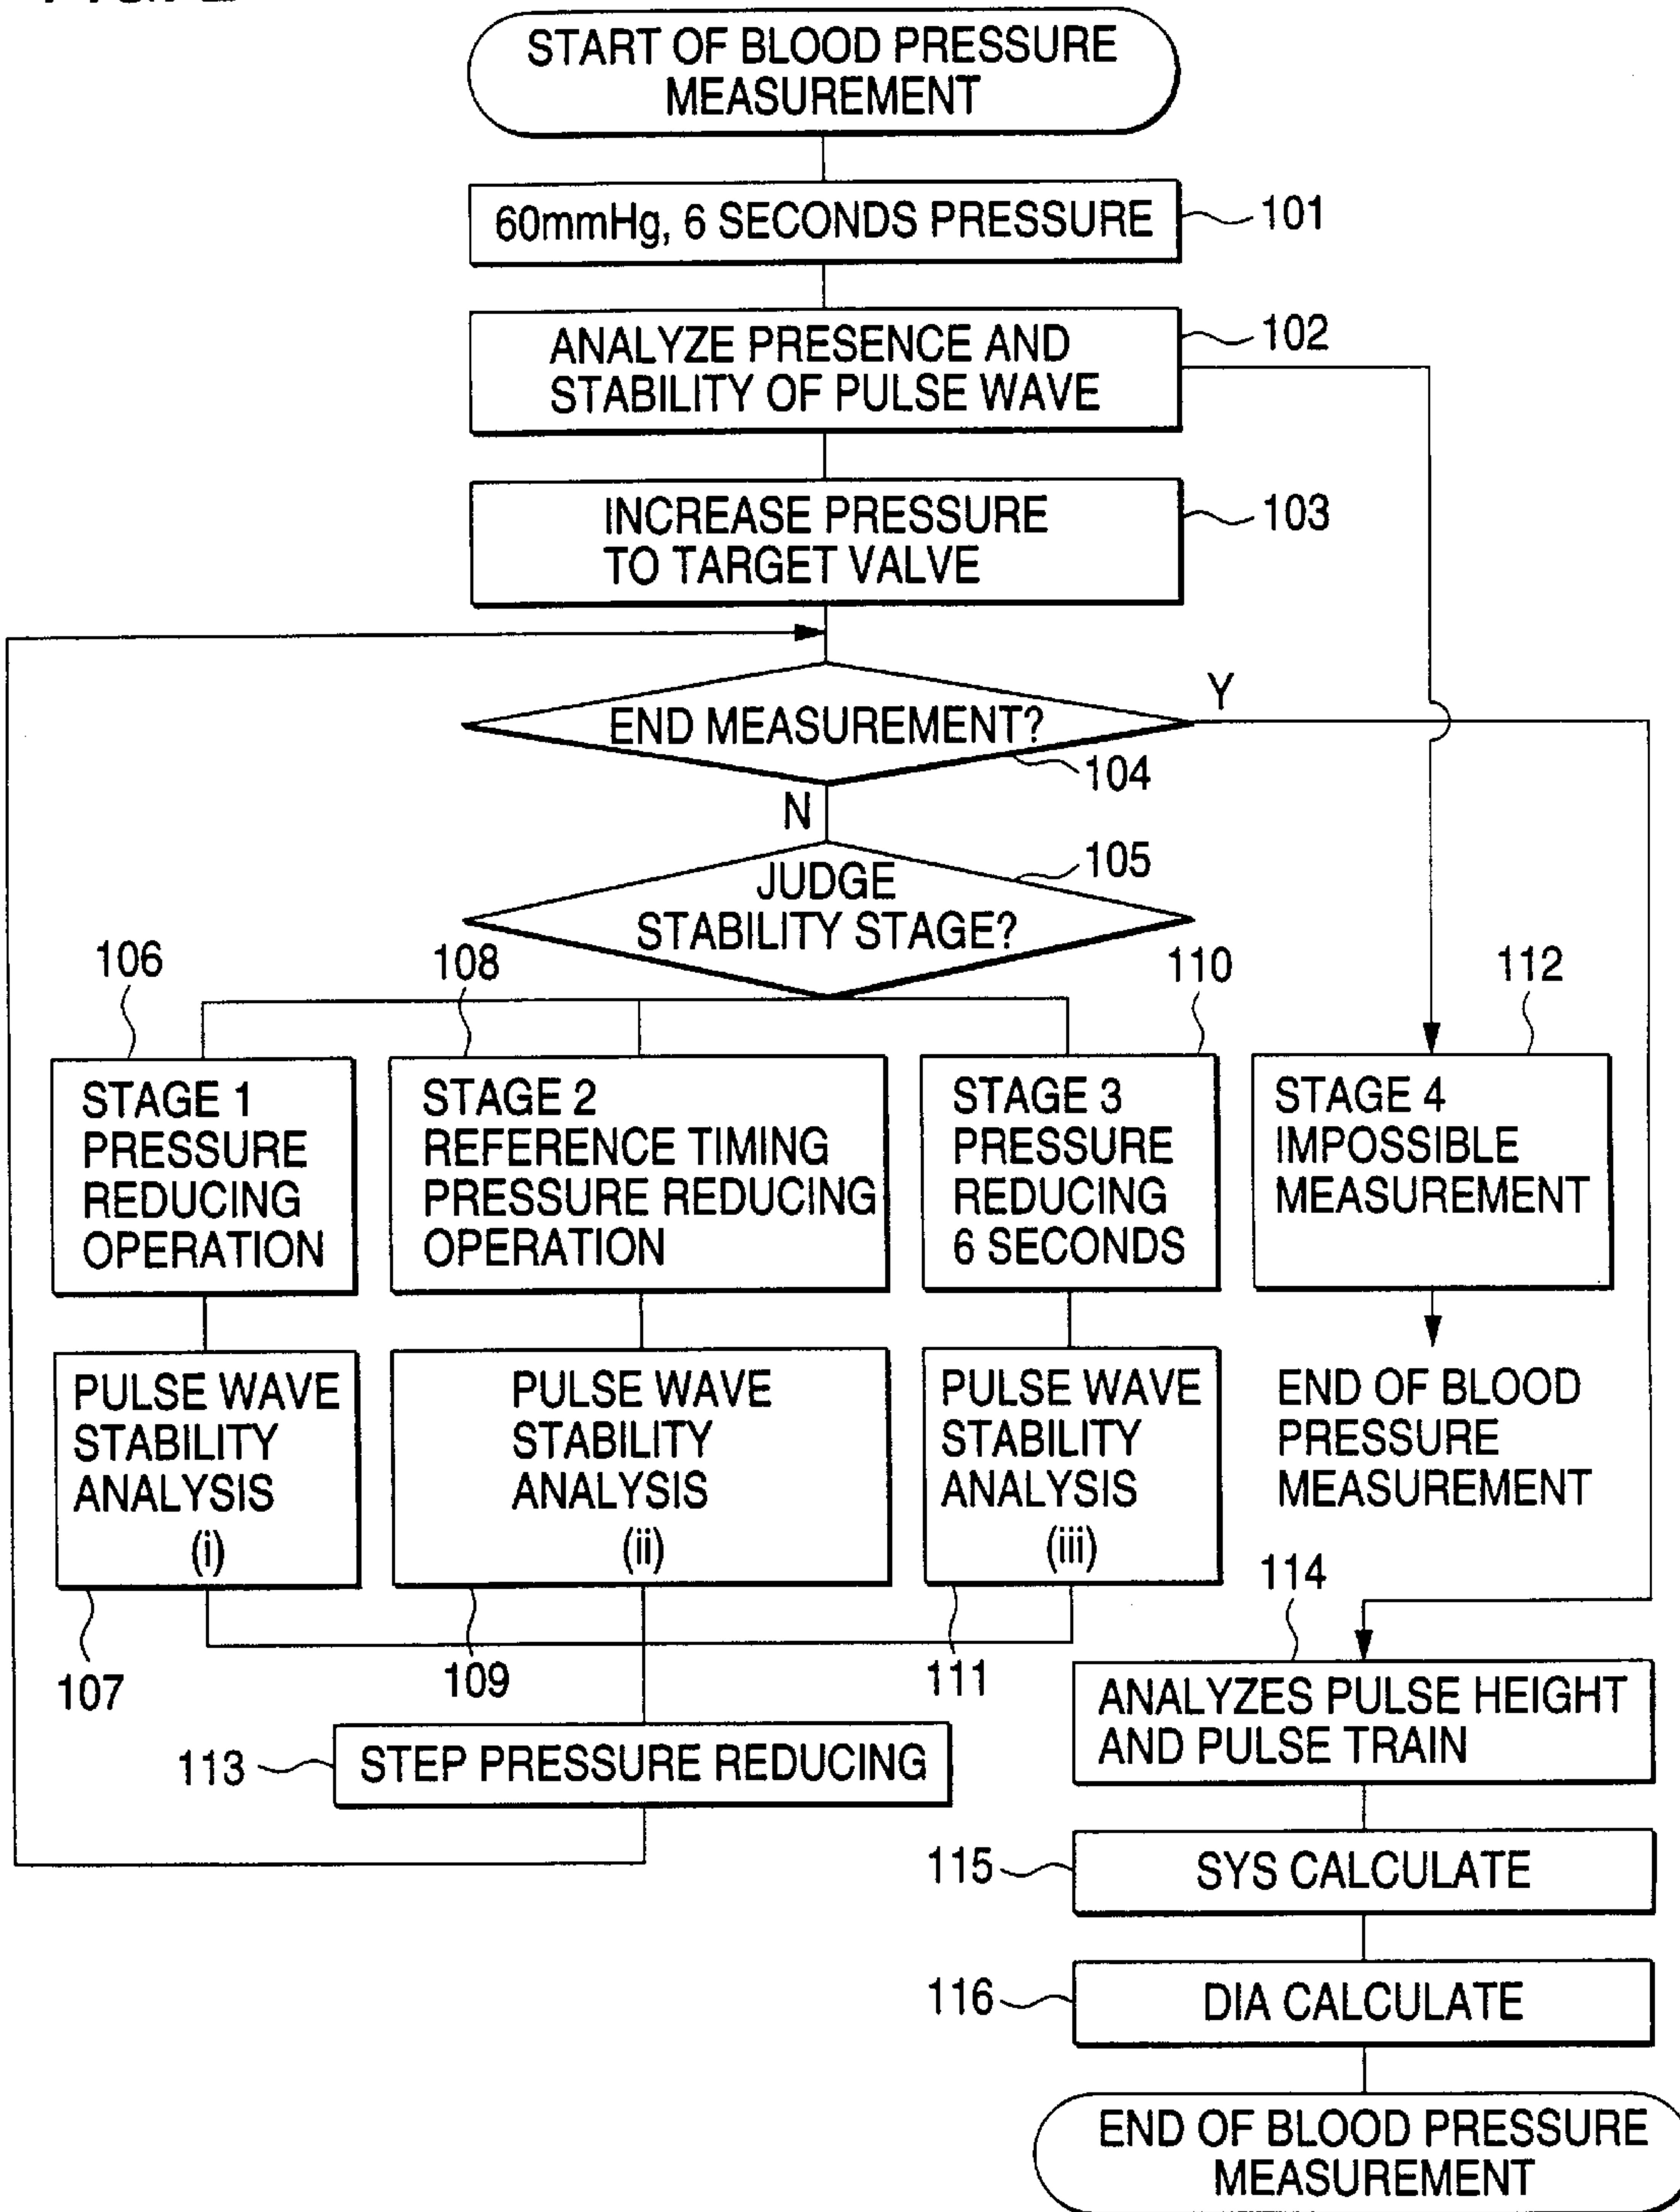 START OF BLOOD PRESSURE
MEASUREMENT
60mmHg, 6 SECONDS PRESSURE
101
ANALYZE PRESENCE AND
STABILITY OF PULSE WAVE
102
INCREASE PRESSURE
TO TARGET VALVE
103
END MEASUREMENT?
Y
104
N
JUDGE
STABILITY STAGE?
105
106
108
110
112
STAGE 1
PRESSURE
REDUCING
OPERATION
STAGE 2
REFERENCE TIMING
PRESSURE REDUCING
OPERATION
STAGE 3
PRESSURE
REDUCING
6 SECONDS
STAGE 4
IMPOSSIBLE
MEASUREMENT
PULSE WAVE
STABILITY
ANALYSIS
(i)
PULSE WAVE
STABILITY
ANALYSIS
(ii)
PULSE WAVE
STABILITY
ANALYSIS
(iii)
END OF BLOOD
PRESSURE
MEASUREMENT
107
109
111
114
ANALYZES PULSE HEIGHT
AND PULSE TRAIN
113
STEP PRESSURE REDUCING
115
SYS CALCULATE
116
DIA CALCULATE
END OF BLOOD PRESSURE
MEASUREMENT